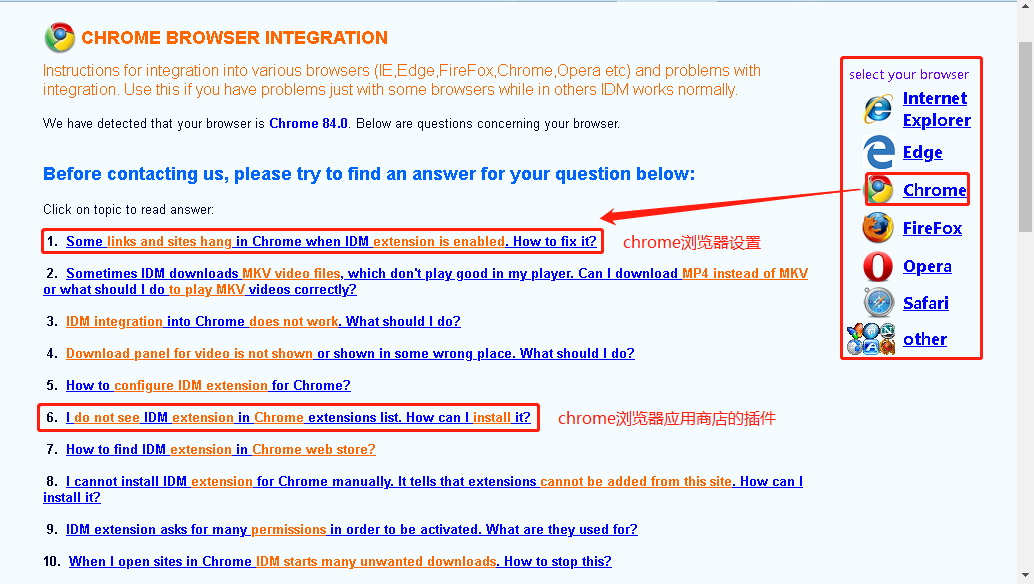 CHROME BROWSER INTEGRATION
Instructions for integration into various browsers (IE,Edge,FireFox,Chrome,Opera etc) and problems with
integration. Use this if you have problems just with some browsers while in others IDM works normally.
We have detected that your browser is Chrome 84.0. Below are questions concerning your browser.
Before contacting us, please try to find an answer for your question below:
Click on topic to read answer:
1. Some links and sites hang in Chrome when IDM extension is enabled. How to fix it?
chrome浏览器设置
2. Sometimes IDM downloads MKV video files, which don't play good in my player. Can I download MP4 instead of MKV
or what should I do to play MKV videos correctly?
3. IDM integration into Chrome does not work. What should I do?
4. Download panel for video is not shown or shown in some wrong place. What should I do?
5. How to configure IDM extension for Chrome?
6. I do not see IDM extension in Chrome extensions list. How can I install it?
chrome浏览器应用商店的插件
7. How to find IDM extension in Chrome web store?
8. I cannot install IDM extension for Chrome manually. It tells that extensions cannot be added from this site. How can I
install it?
9. IDM extension asks for many permissions in order to be activated. What are they used for?
10. When I open sites in Chrome IDM starts many unwanted downloads. How to stop this?
select your browser
Internet
Explorer
Edge
Chrome
FireFox
Opera
Safari
other